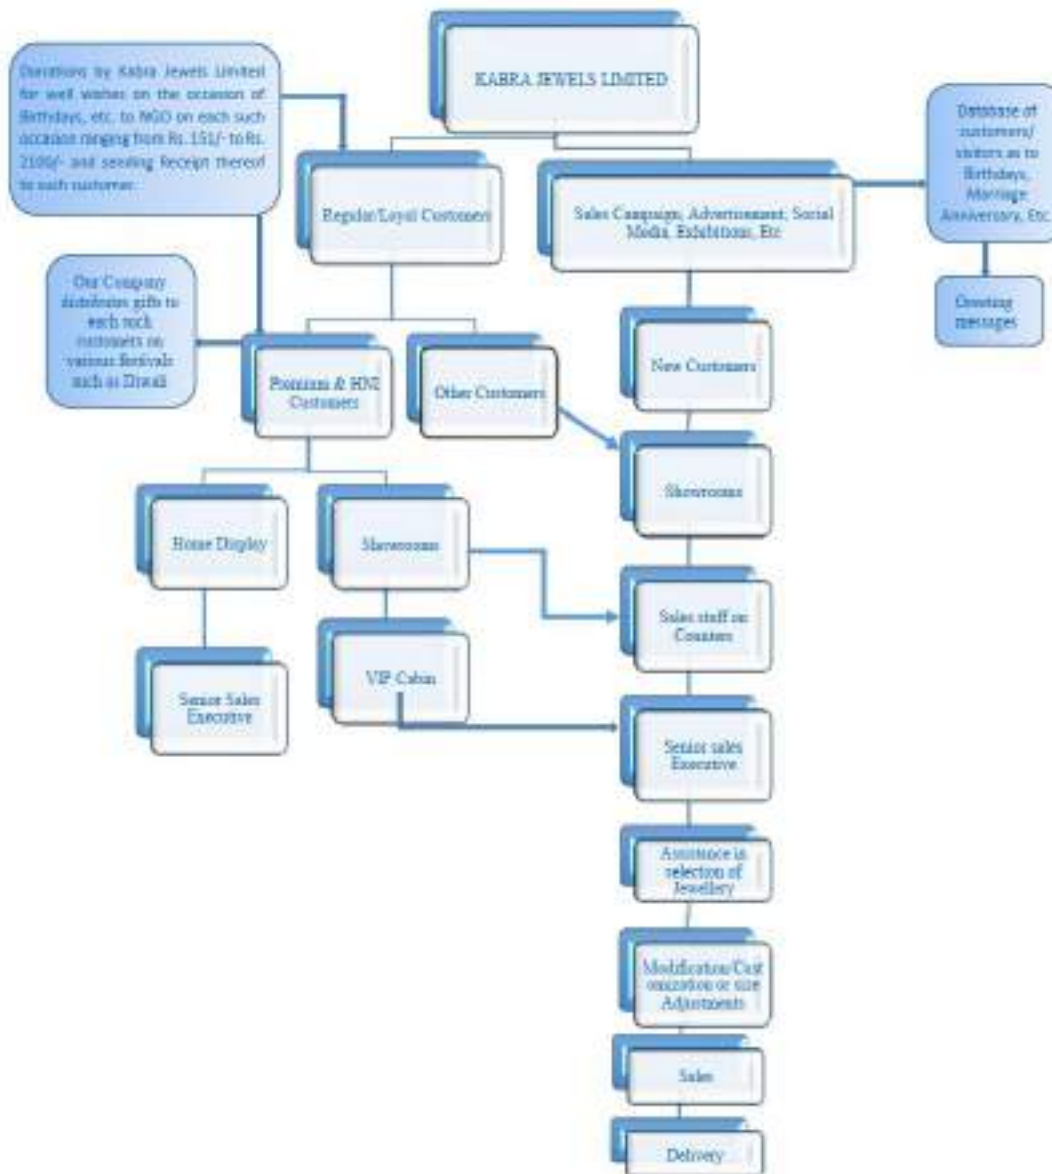 KABRA JEWELS LIMITED
Donations by Kabra Jewels Limited
for well wishes on the occasion of
Birthdays, etc. to NGO on each such
occasion ranging from Rs. 151/- to Rs.
2100/- and sending Receipt thereof
to such customer.
Database of
customers/
visitors as to
Birthdays,
Marriage
Anniversary, Etc
Regular/Loyal Customers
Sales Campaign, Advertisment, Social
Media, Exhibitions, Etc
Our Company
distributes gifts to
each such
customers on
various festivals
such as Diwali
Greeting
messages
Premium & HNI
Customers
Other Customers
New Customers
Home Display
Showrooms
Showrooms
Senior Sales
Executive
VIP Cabin
Sales staff on
Counters
Senior sales
Executive
Assistance in
selection of
Jewellery
Modification/Cust
omization or size
Adjustments
Sales
Delivery